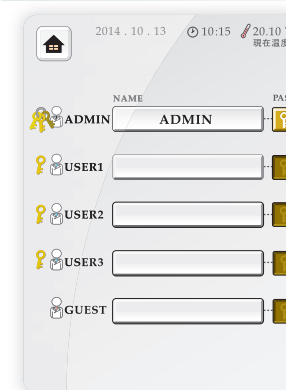 2014 . 10 . 13 10:15 20.10
現在温度
NAME PAS
ADMIN ADMIN
USER1
USER2
USER3
GUEST